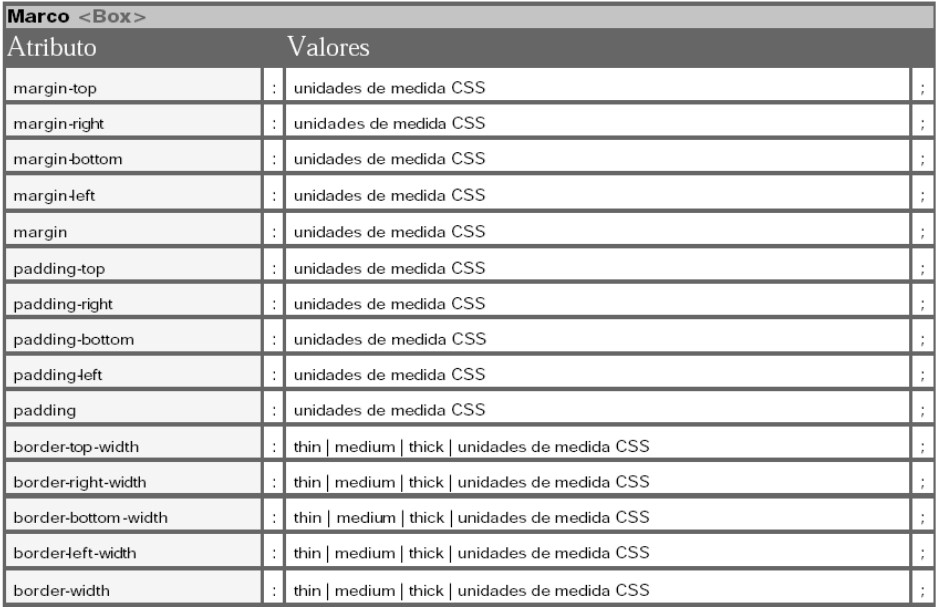 Marco <Box>
Atributo Valores
margin-top : unidades de medida CSS ;
margin-right : unidades de medida CSS ;
margin-bottom : unidades de medida CSS ;
margin-left : unidades de medida CSS ;
margin : unidades de medida CSS ;
padding-top : unidades de medida CSS ;
padding-right : unidades de medida CSS ;
padding-bottom : unidades de medida CSS ;
padding-left : unidades de medida CSS ;
padding : unidades de medida CSS ;
border-top-width : thin | medium | thick | unidades de medida CSS ;
border-right-width : thin | medium | thick | unidades de medida CSS ;
border-bottom-width : thin | medium | thick | unidades de medida CSS ;
border-left-width : thin | medium | thick | unidades de medida CSS ;
border-width : thin | medium | thick | unidades de medida CSS ;